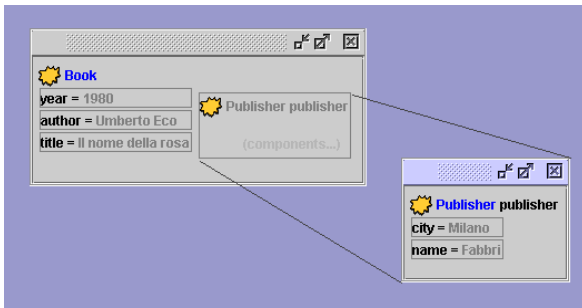 Book
year = 1980
author = Umberto Eco
title = Il nome della rosa
Publisher publisher
(components...)
Publisher publisher
city = Milano
name = Fabbri